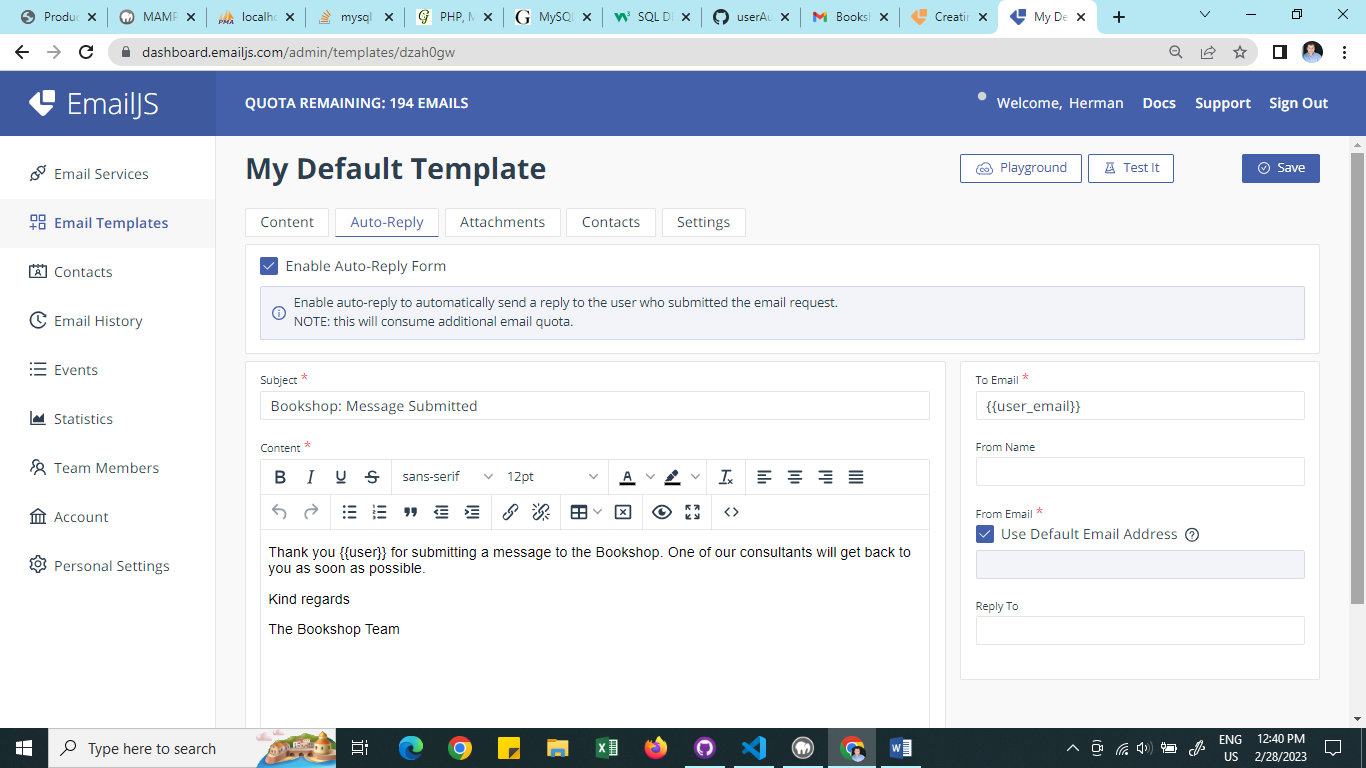 Produc
MAMP
localho
mysql
PHP, M
MySQL
SQL DE
userAu
Booksh
Creatin
My De
dashboard.emailjs.com/admin/templates/dzah0gw
EmailJS
QUOTA REMAINING: 194 EMAILS
Welcome, Herman
Docs
Support
Sign Out
Email Services
Email Templates
Contacts
Email History
Events
Statistics
Team Members
Account
Personal Settings
My Default Template
Playground
Test It
Save
Content
Auto-Reply
Attachments
Contacts
Settings
Enable Auto-Reply Form
Enable auto-reply to automatically send a reply to the user who submitted the email request.
NOTE: this will consume additional email quota.
Subject *
Bookshop: Message Submitted
Content *
B I U S sans-serif 12pt A
Thank you {{user}} for submitting a message to the Bookshop. One of our consultants will get back to
you as soon as possible.
Kind regards
The Bookshop Team
To Email *
{{user_email}}
From Name
From Email *
Use Default Email Address
Reply To
Type here to search
ENG
US
12:40 PM
2/28/2023